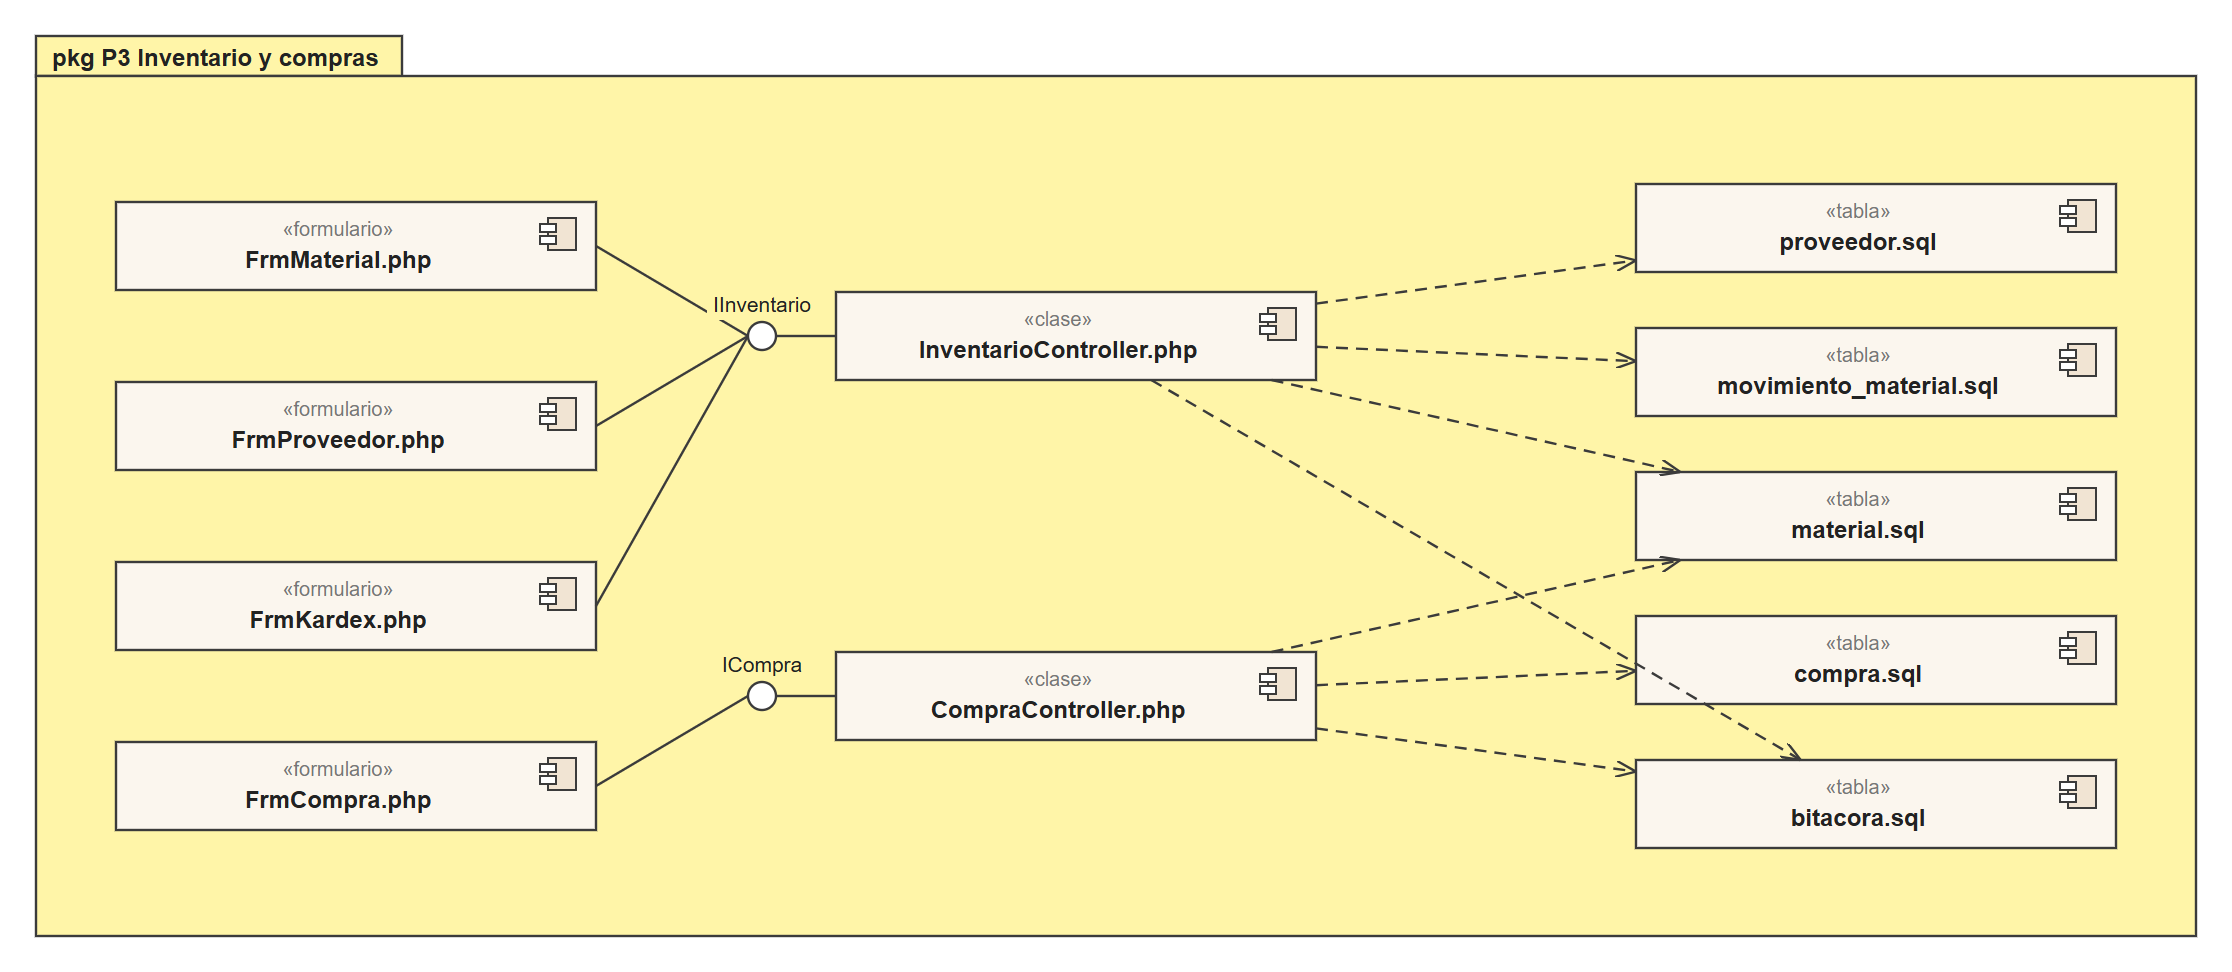 pkg P3 Inventario y compras
«formulario»
FrmMaterial.php
«formulario»
FrmProveedor.php
«formulario»
FrmKardex.php
«formulario»
FrmCompra.php
IInventario
ICompra
«clase»
InventarioController.php
«clase»
CompraController.php
«tabla»
proveedor.sql
«tabla»
movimiento_material.sql
«tabla»
material.sql
«tabla»
compra.sql
«tabla»
bitacora.sql